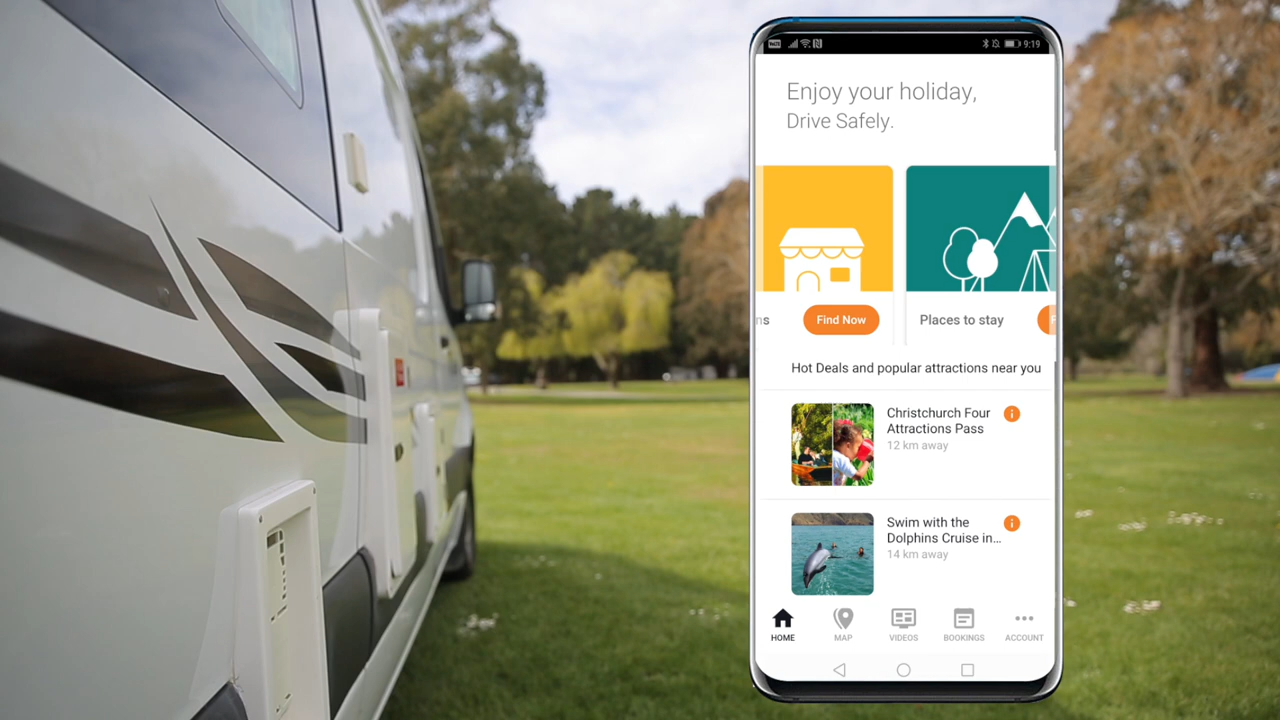 9:19
Enjoy your holiday,
Drive Safely.
ns
Find Now
Places to stay
Hot Deals and popular attractions near you
Christchurch Four
Attractions Pass
12 km away
Swim with the
Dolphins Cruise in...
14 km away
HOME
MAP
VIDEOS
BOOKINGS
ACCOUNT